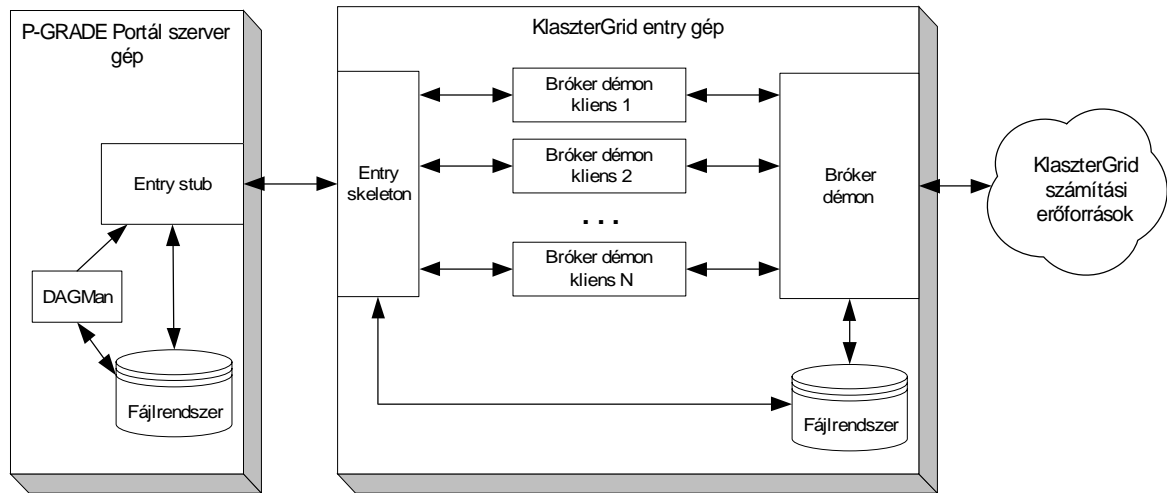 P-GRADE Portál szerver
gép
Entry stub
DAGMan
Fájlrendszer
KlaszterGrid entry gép
Entry
skeleton
Bróker démon
kliens 1
Bróker démon
kliens 2
. . .
Bróker démon
kliens N
Bróker
démon
Fájlrendszer
KlaszterGrid
számítási
erőforrások